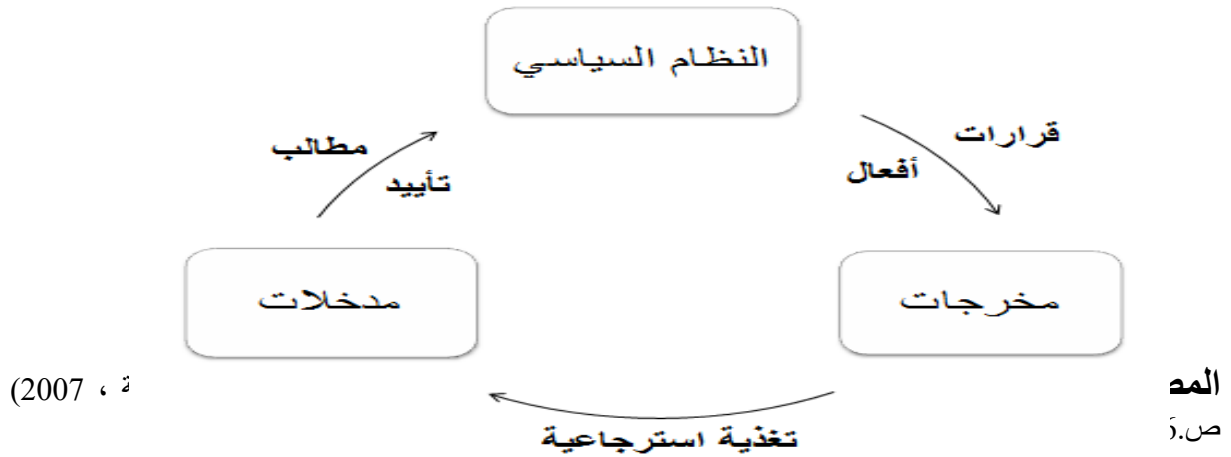 النظام السياسي
قرارات
أفعال
مطالب
تأييد
مخرجات
مدخلات
تغذية استرجاعية
، 2007)
ص.